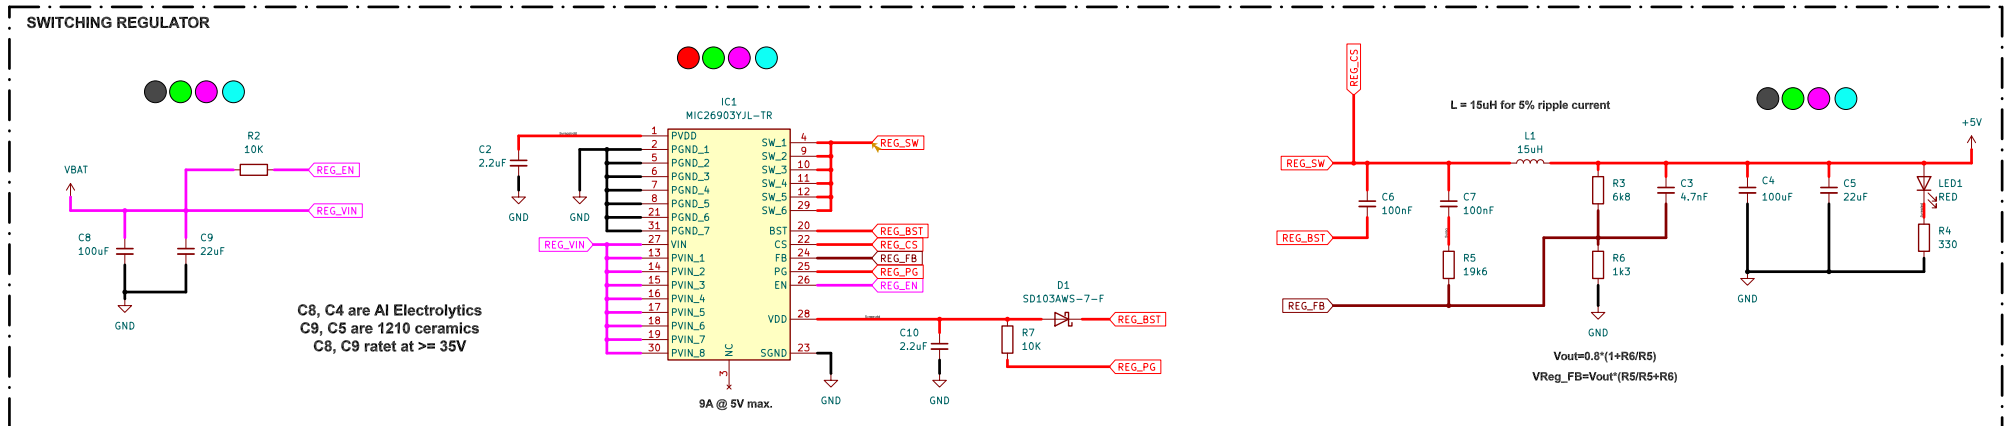 SWITCHING REGULATOR
VBAT
R2
10K
REG_EN
REG_VIN
C8
100uF
C9
22uF
GND
C8, C4 are Al Electrolytics
C9, C5 are 1210 ceramics
C8, C9 ratet at >= 35V
IC1
MIC26903YJL-TR
C2
2.2uF
GND
GND
REG_VIN
1 PVDD
2 PGND_1
5 PGND_2
6 PGND_3
7 PGND_4
8 PGND_5
21 PGND_6
31 PGND_7
27 VIN
13 PVIN_1
14 PVIN_2
15 PVIN_3
16 PVIN_4
17 PVIN_5
18 PVIN_6
19 PVIN_7
30 PVIN_8
SW_1 4
SW_2 9
SW_3 10
SW_4 11
SW_5 12
SW_6 29
BST 20
CS 22
FB 24
PG 25
EN 26
VDD 28
SGND 23
NC
3
REG_SW
REG_BST
REG_CS
REG_FB
REG_PG
REG_EN
9A @ 5V max.
GND
C10
2.2uF
GND
R7
10K
D1
SD103AWS-7-F
REG_BST
REG_PG
REG_CS
L = 15uH for 5% ripple current
REG_SW
REG_BST
REG_FB
C6
100nF
C7
100nF
R5
19k6
L1
15uH
R3
6k8
C3
4.7nF
R6
1k3
GND
C4
100uF
C5
22uF
GND
+5V
LED1
RED
R4
330
Vout=0.8*(1+R6/R5)
VReg_FB=Vout*(R5/R5+R6)